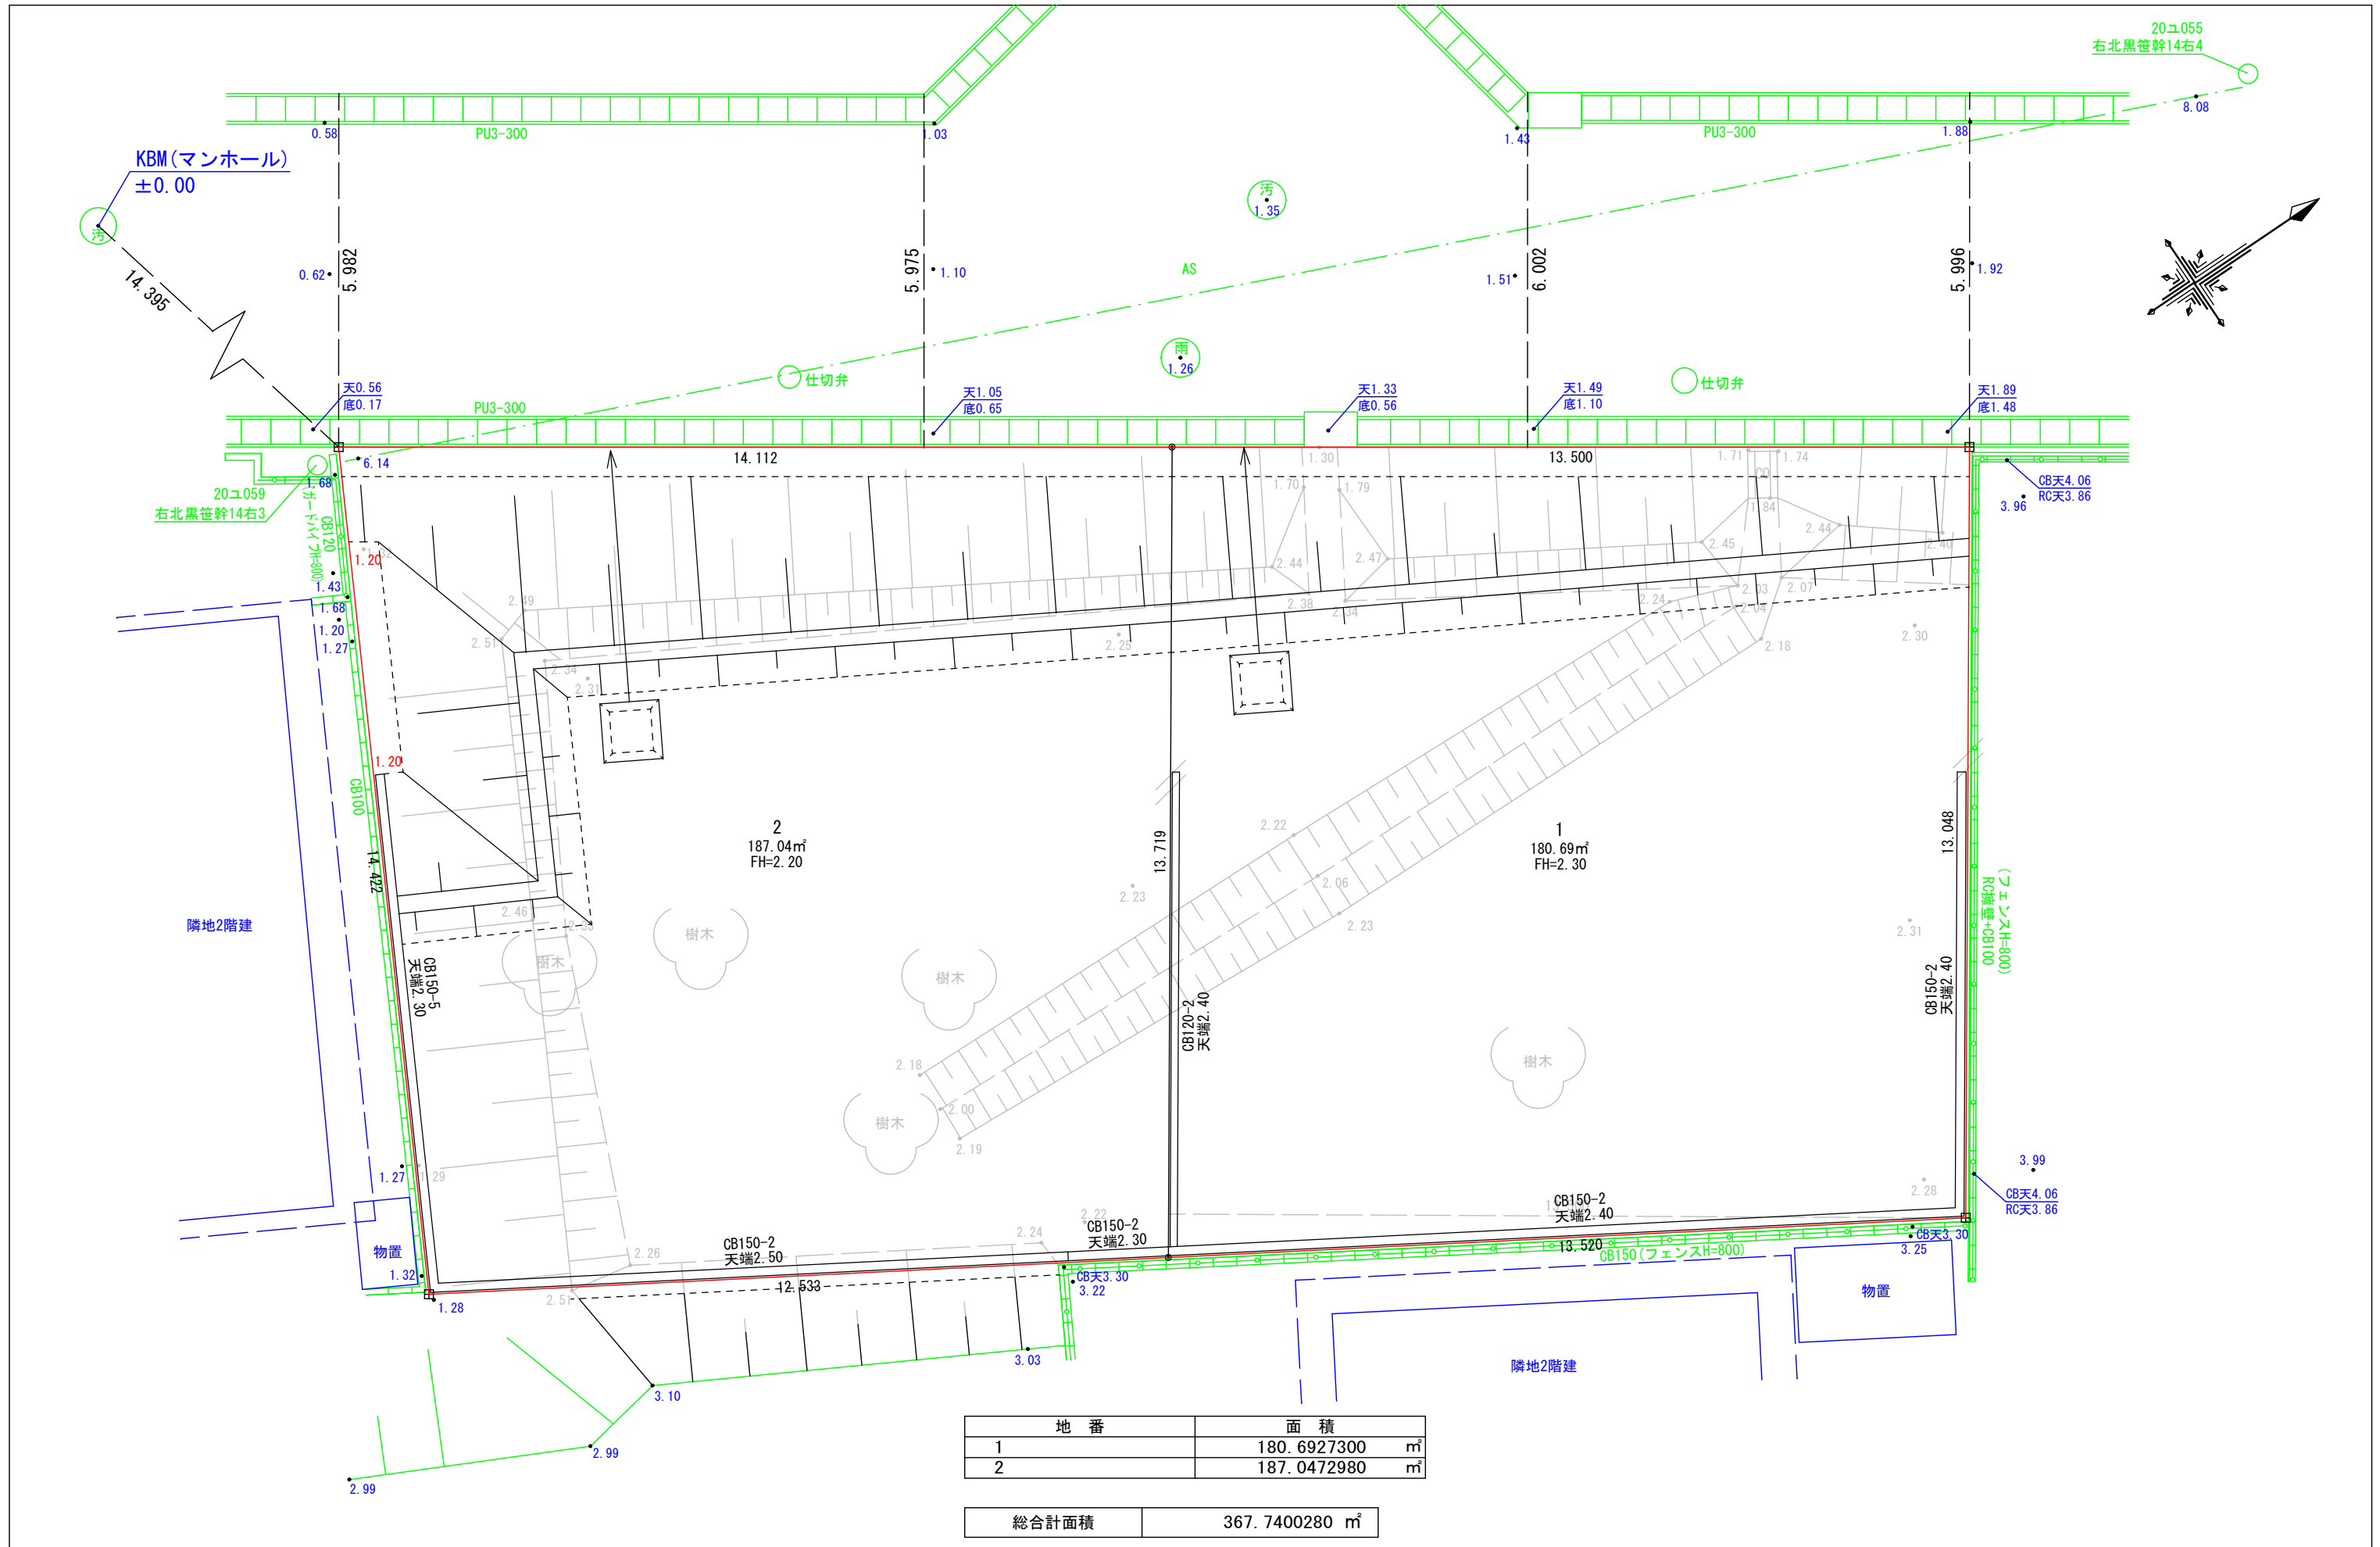 20ユ055
右北黒笹幹14右4
8.08
0.58
PU3-300
1.03
1.43
PU3-300
1.88
KBM(マンホール)
±0.00
汚
14.395
0.62
5.982
5.975
1.10
汚
1.35
AS
1.51
6.002
5.996
1.92
雨
1.26
仕切弁
仕切弁
天0.56
底0.17
PU3-300
天1.05
底0.65
天1.33
底0.56
天1.49
底1.10
天1.89
底1.48
14.112
13.500
6.14
1.68
20ユ059
右北黒笹幹14右3
CB120
(ガードパイプH=800)
1.30
1.70
1.79
1.71
1.74
CO
1.84
CB天4.06
RC天3.86
3.96
2.44
2.47
2.45
2.44
2.40
1.20
1.43
1.68
1.20
1.27
2.49
2.51
2.34
2.31
2.25
2.38
2.34
2.24
2.03
2.04
2.07
2.18
2.30
1.20
CB100
14.422
2
187.04㎡
FH=2.20
13.719
2.22
1
180.69㎡
FH=2.30
13.048
2.23
2.06
2.23
2.31
(フェンスH=800)
RC擁壁+CB100
隣地2階建
2.46
2.33
樹木
樹木
樹木
CB150-5
天端2.30
CB120-2
天端2.40
CB150-2
天端2.40
2.18
2.00
2.19
樹木
樹木
1.27
1.29
3.99
2.28
CB天4.06
RC天3.86
物置
1.32
1.28
2.26
2.24
2.22
2.51
CB150-2
天端2.50
CB150-2
天端2.30
CB150-2
天端2.40
12.533
13.520
CB150(フェンスH=800)
CB天3.30
3.22
CB天3.30
3.25
物置
3.03
隣地2階建
3.10
2.99
2.99
地 番 面 積
1 180.6927300 ㎡
2 187.0472980 ㎡
総合計面積 367.7400280 ㎡